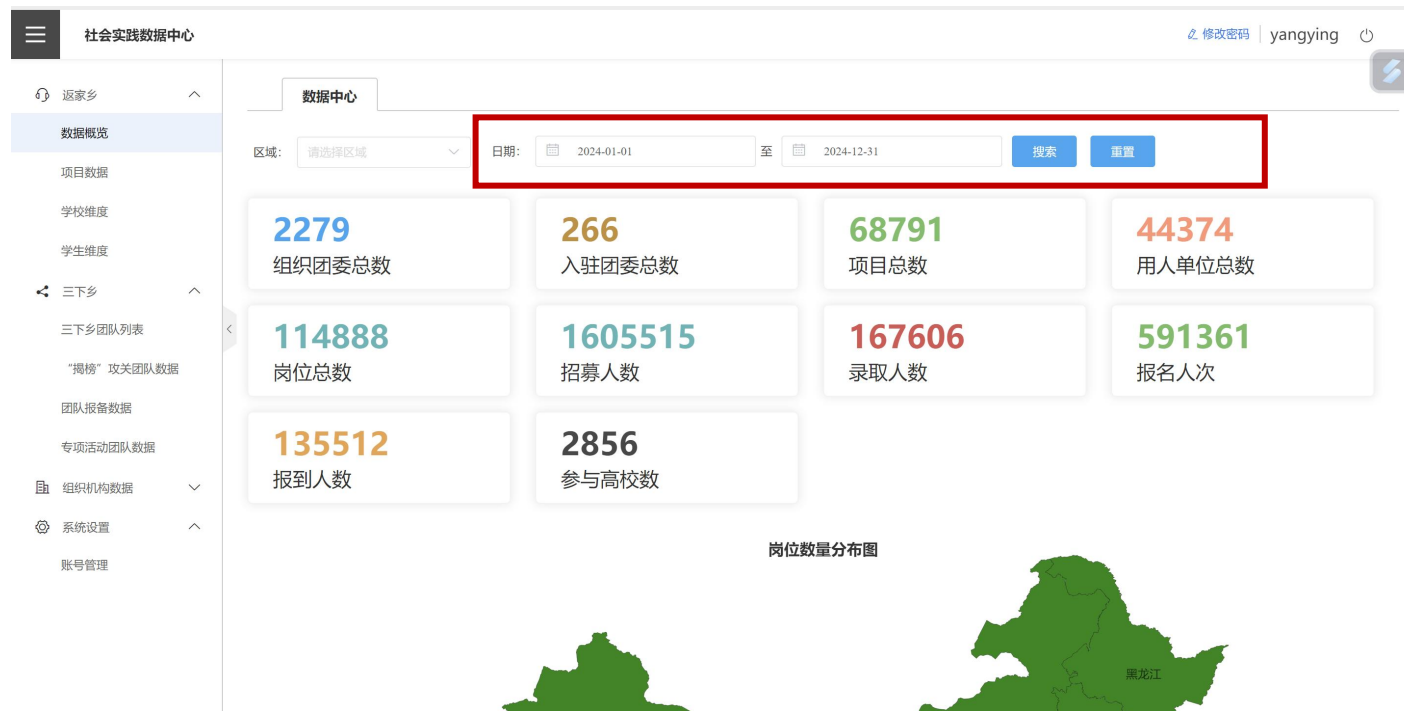 社会实践数据中心
修改密码 yangying
返家乡
数据概览
项目数据
学校维度
学生维度
三下乡
三下乡团队列表
“揭榜”攻关团队数据
团队报备数据
专项活动团队数据
组织机构数据
系统设置
账号管理
数据中心
区域: 请选择区域 日期: 2024-01-01 至 2024-12-31 搜索 重置
2279
组织团委总数
266
入驻团委总数
68791
项目总数
44374
用人单位总数
114888
岗位总数
1605515
招募人数
167606
录取人数
591361
报名人次
135512
报到人数
2856
参与高校数
岗位数量分布图
黑龙江